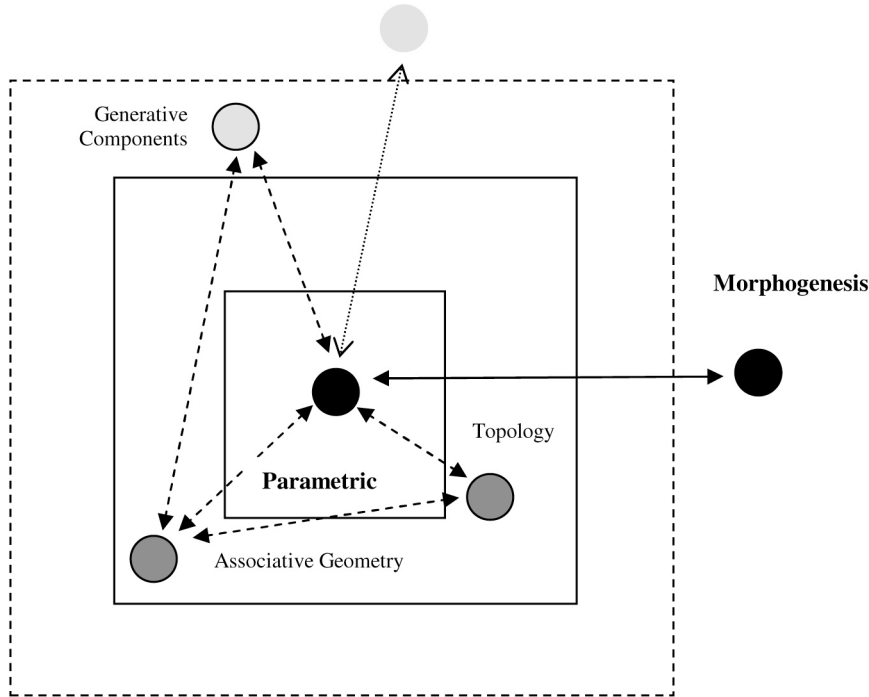 Generative
Components
Morphogenesis
Topology
Parametric
Associative Geometry